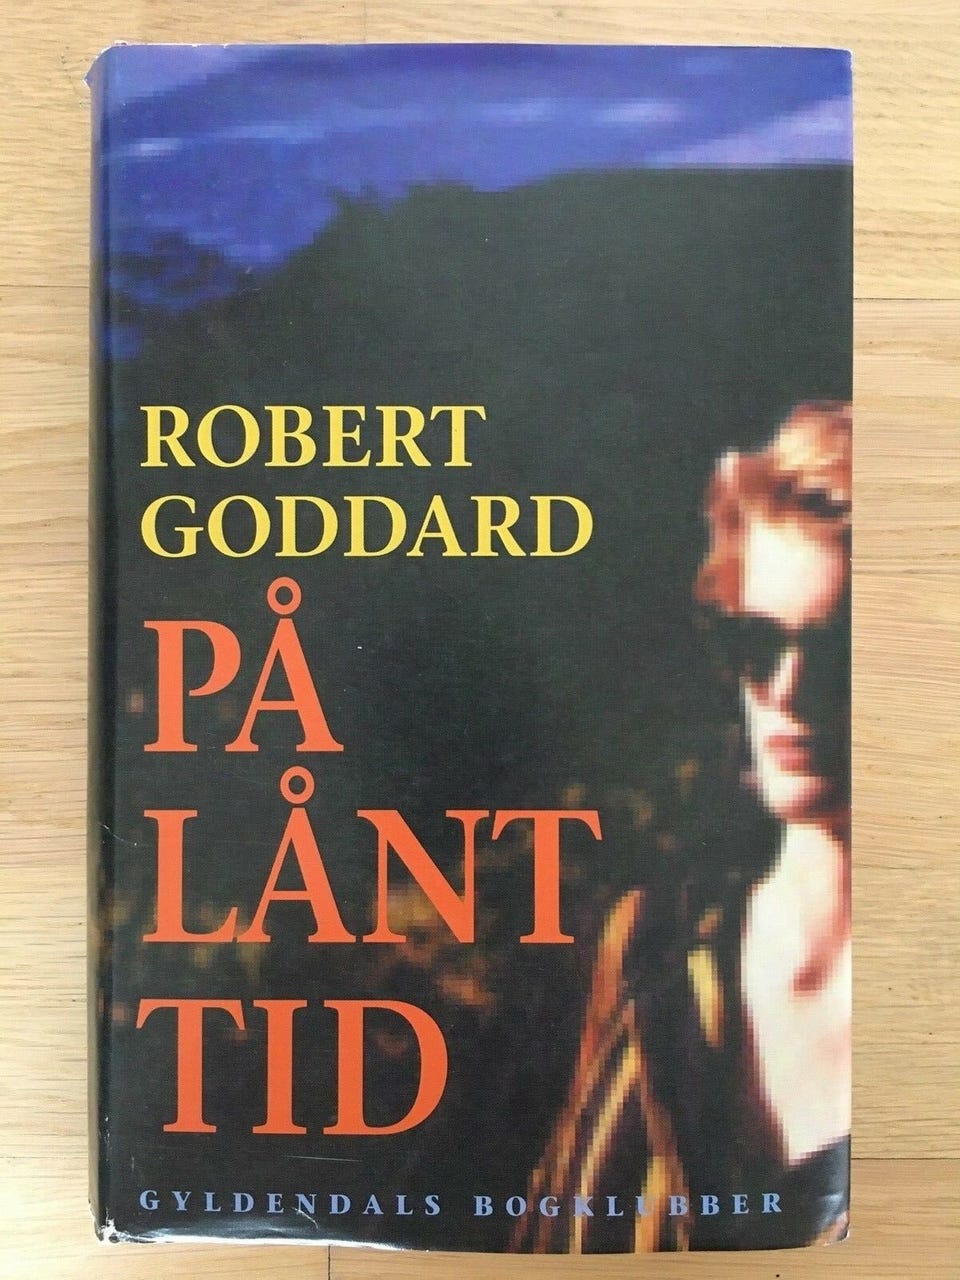 ROBERT
GODDARD
PÅ
LÅNT
TID
GYLDENDALS BOGKLUBBER